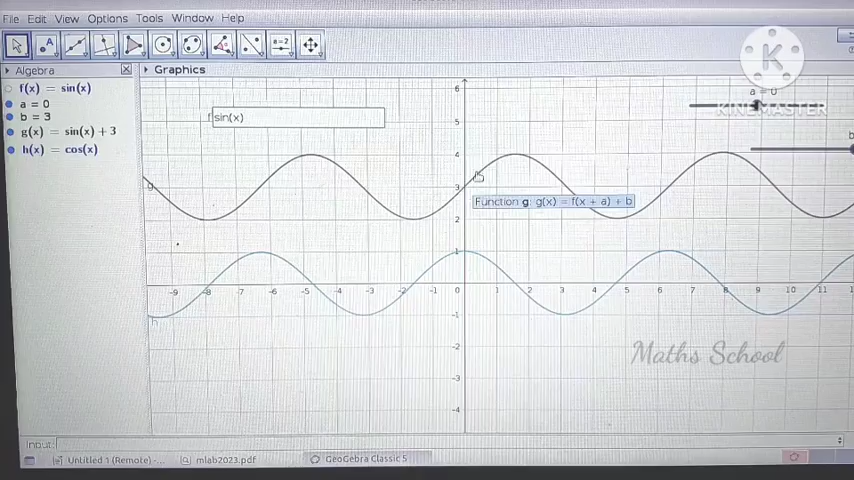 File Edit View Options Tools Window Help
A
a=2
K
KINEMASTER
Algebra
Graphics
f(x) = sin(x)
a = 0
b = 3
g(x) = sin(x) + 3
h(x) = cos(x)
f sin(x)
a = 0
b
g
Function g: g(x) = f(x + a) + b
h
6
5
4
3
2
1
-9 -8 -7 -6 -5 -4 -3 -2 -1 0 1 2 3 4 5 6 7 8 9 10 11
-1
-2
-3
-4
Maths School
Input:
Untitled 1 (Remote) -... mlab2023.pdf GeoGebra Classic 5